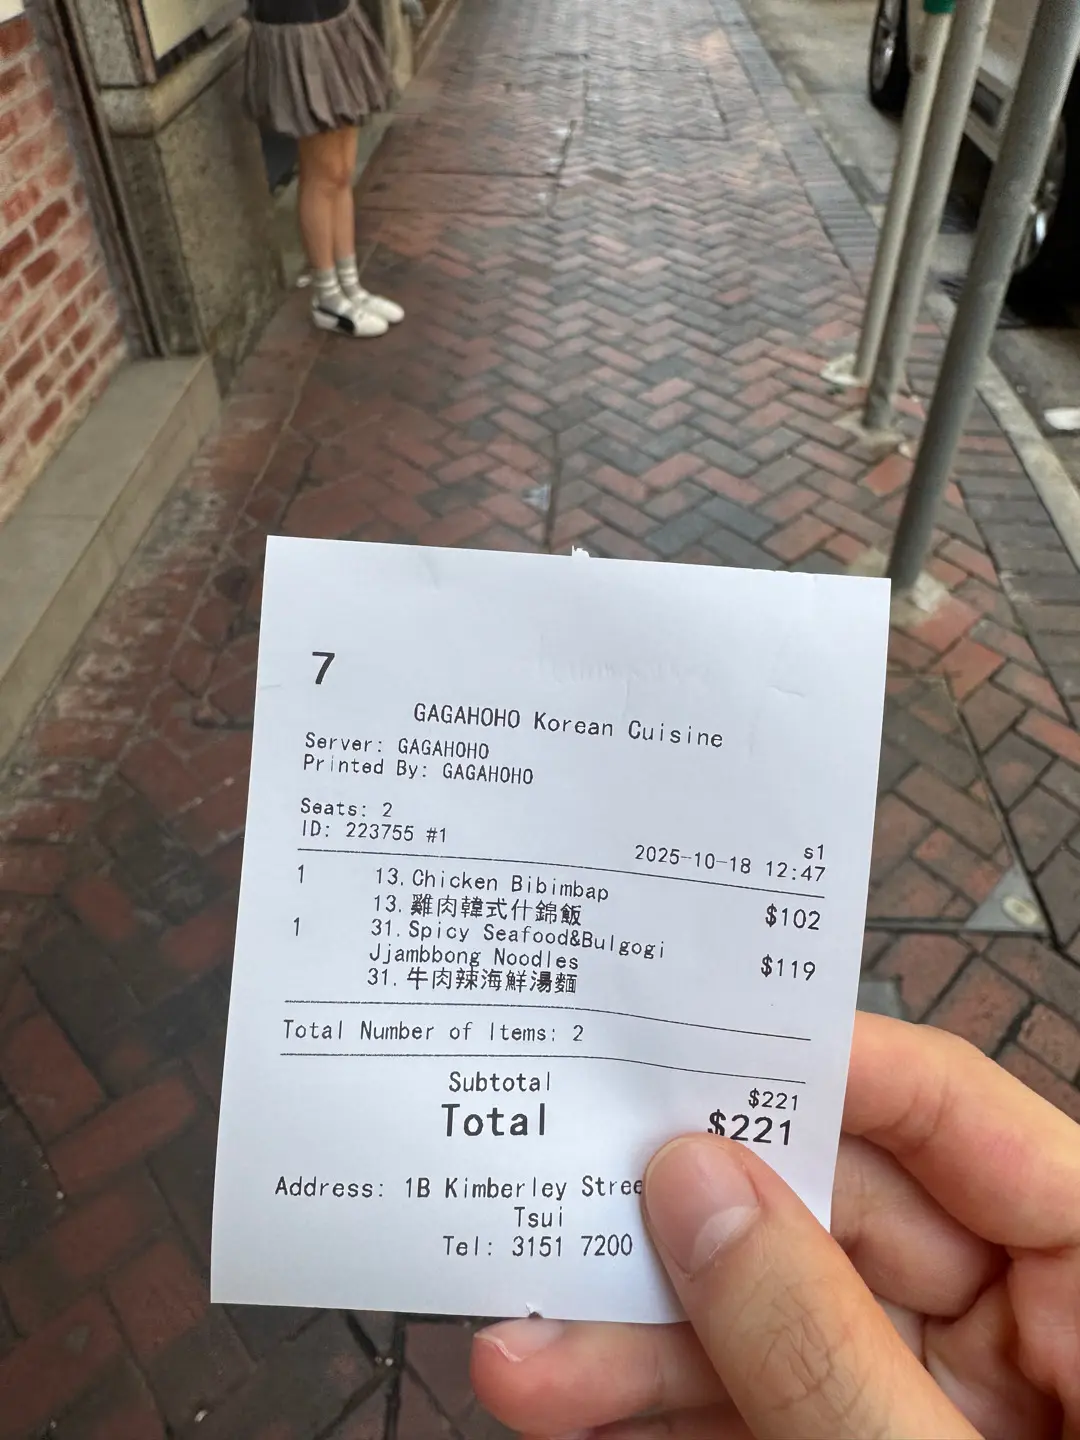 7
GAGAHOHO Korean Cuisine
Server: GAGAHOHO
Printed By: GAGAHOHO
Seats: 2
ID: 223755 #1
s1
2025-10-18 12:47
1 13. Chicken Bibimbap
13. 雞肉韓式什錦飯 $102
1 31. Spicy Seafood&Bulgogi
Jjambbong Noodles $119
31. 牛肉辣海鮮湯麵
Total Number of Items: 2
Subtotal $221
Total $221
Address: 1B Kimberley
Tsui
Tel: 3151 7200